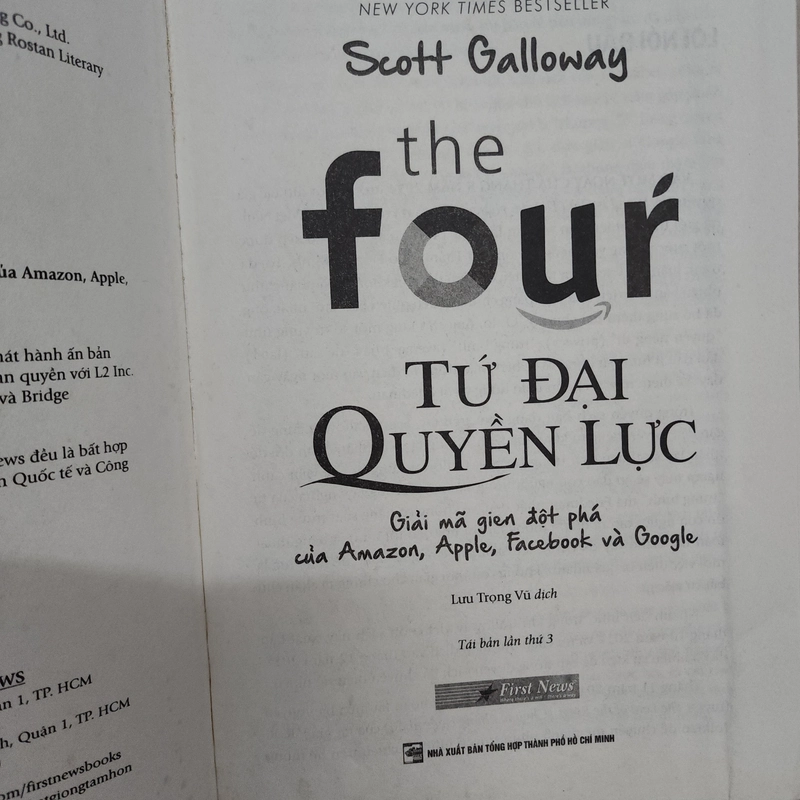 g Co., Ltd.
g Rostan Literary
ủa Amazon, Apple,
hát hành ấn bản
ản quyền với L2 Inc.
và Bridge
ews đều là bất hợp
n Quốc tế và Công
EWS
ận 1, TP. HCM
h, Quận 1, TP. HCM
om/firstnewsbooks
tgiongtamhon
NEW YORK TIMES BESTSELLER
Scott Galloway
the
four
TỨ ĐẠI
QUYỀN LỰC
Giải mã gien đột phá
của Amazon, Apple, Facebook và Google
Lưu Trọng Vũ dịch
Tái bản lần thứ 3
First News
NHÀ XUẤT BẢN TỔNG HỢP THÀNH PHỐ HỒ CHÍ MINH